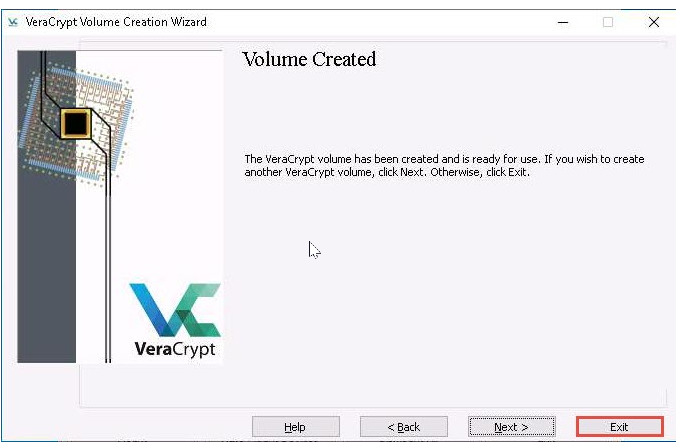 VeraCrypt Volume Creation Wizard
Volume Created
The VeraCrypt volume has been created and is ready for use. If you wish to create
another VeraCrypt volume, click Next. Otherwise, click Exit.
VeraCrypt
Help
< Back
Next >
Exit